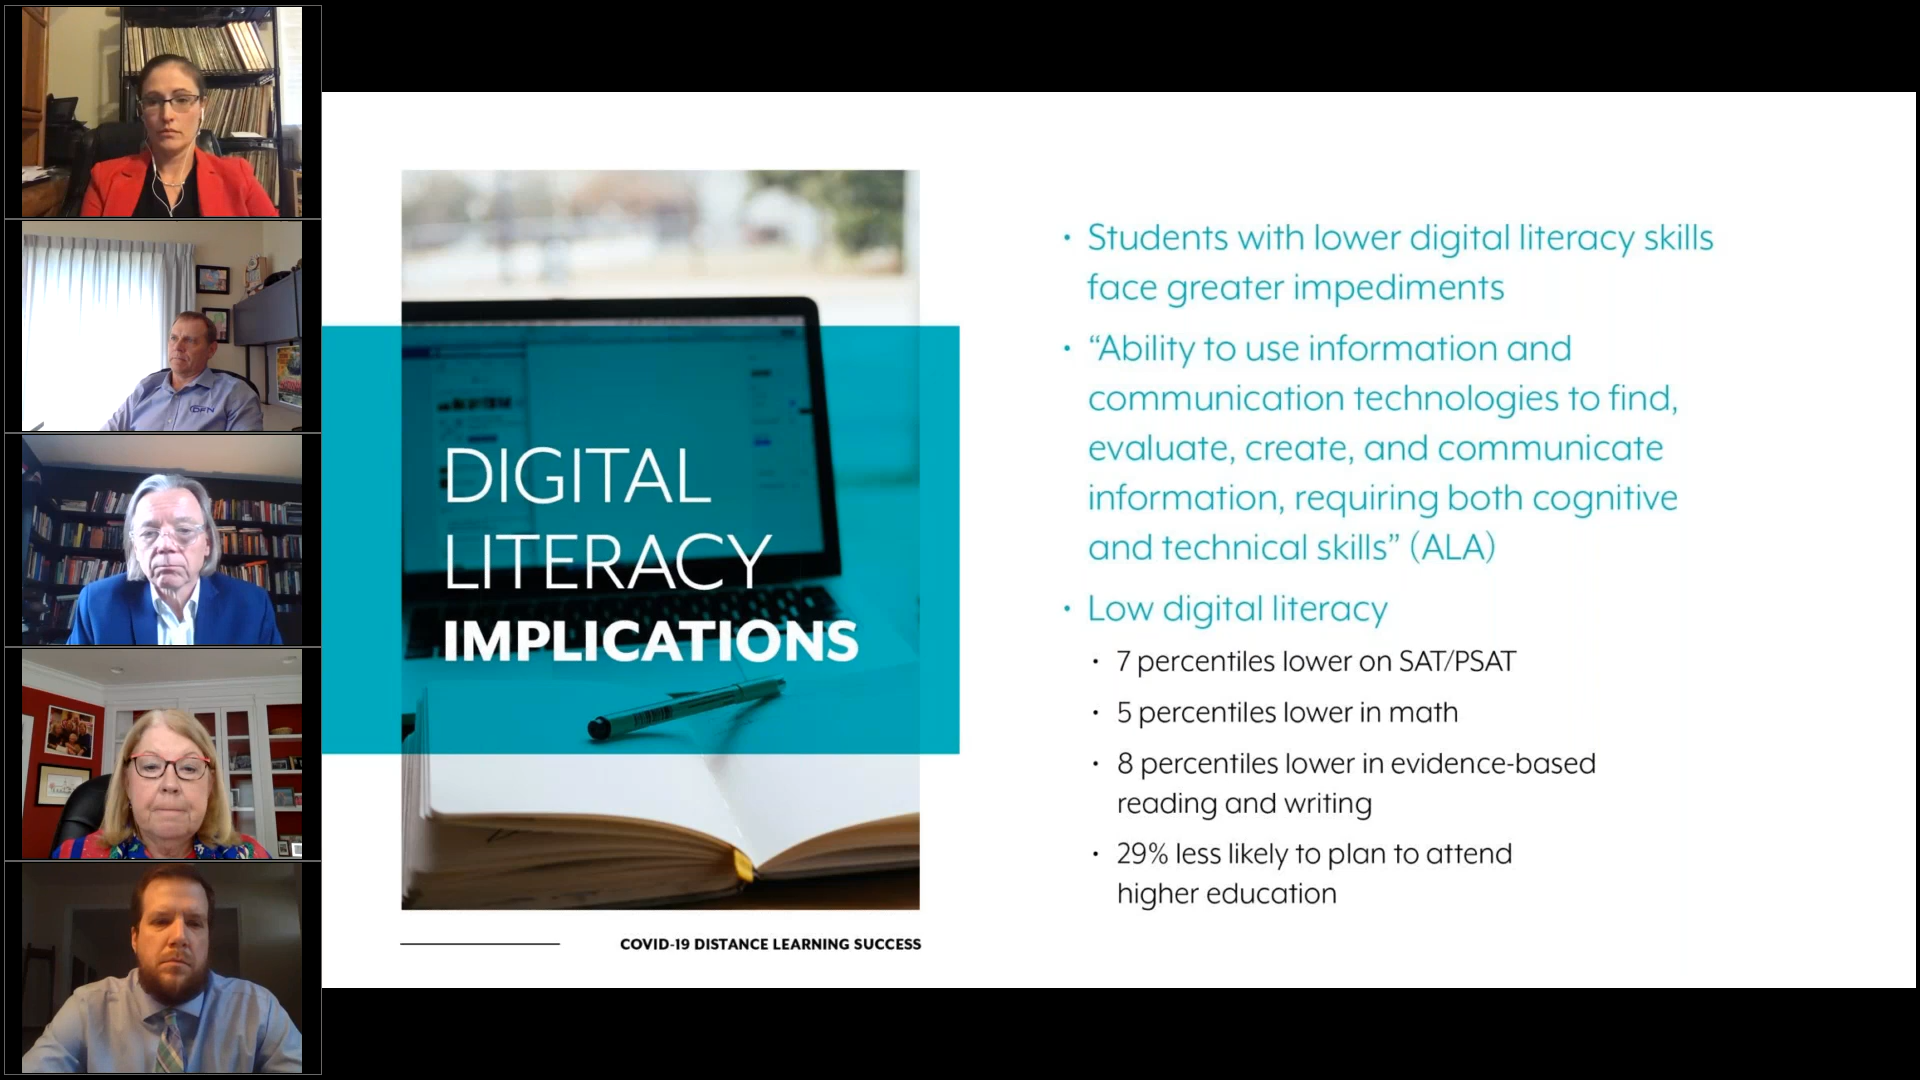 DFN
DIGITAL
LITERACY
IMPLICATIONS
COVID-19 DISTANCE LEARNING SUCCESS
• Students with lower digital literacy skills
face greater impediments
• “Ability to use information and
communication technologies to find,
evaluate, create, and communicate
information, requiring both cognitive
and technical skills” (ALA)
• Low digital literacy
• 7 percentiles lower on SAT/PSAT
• 5 percentiles lower in math
• 8 percentiles lower in evidence-based
reading and writing
• 29% less likely to plan to attend
higher education